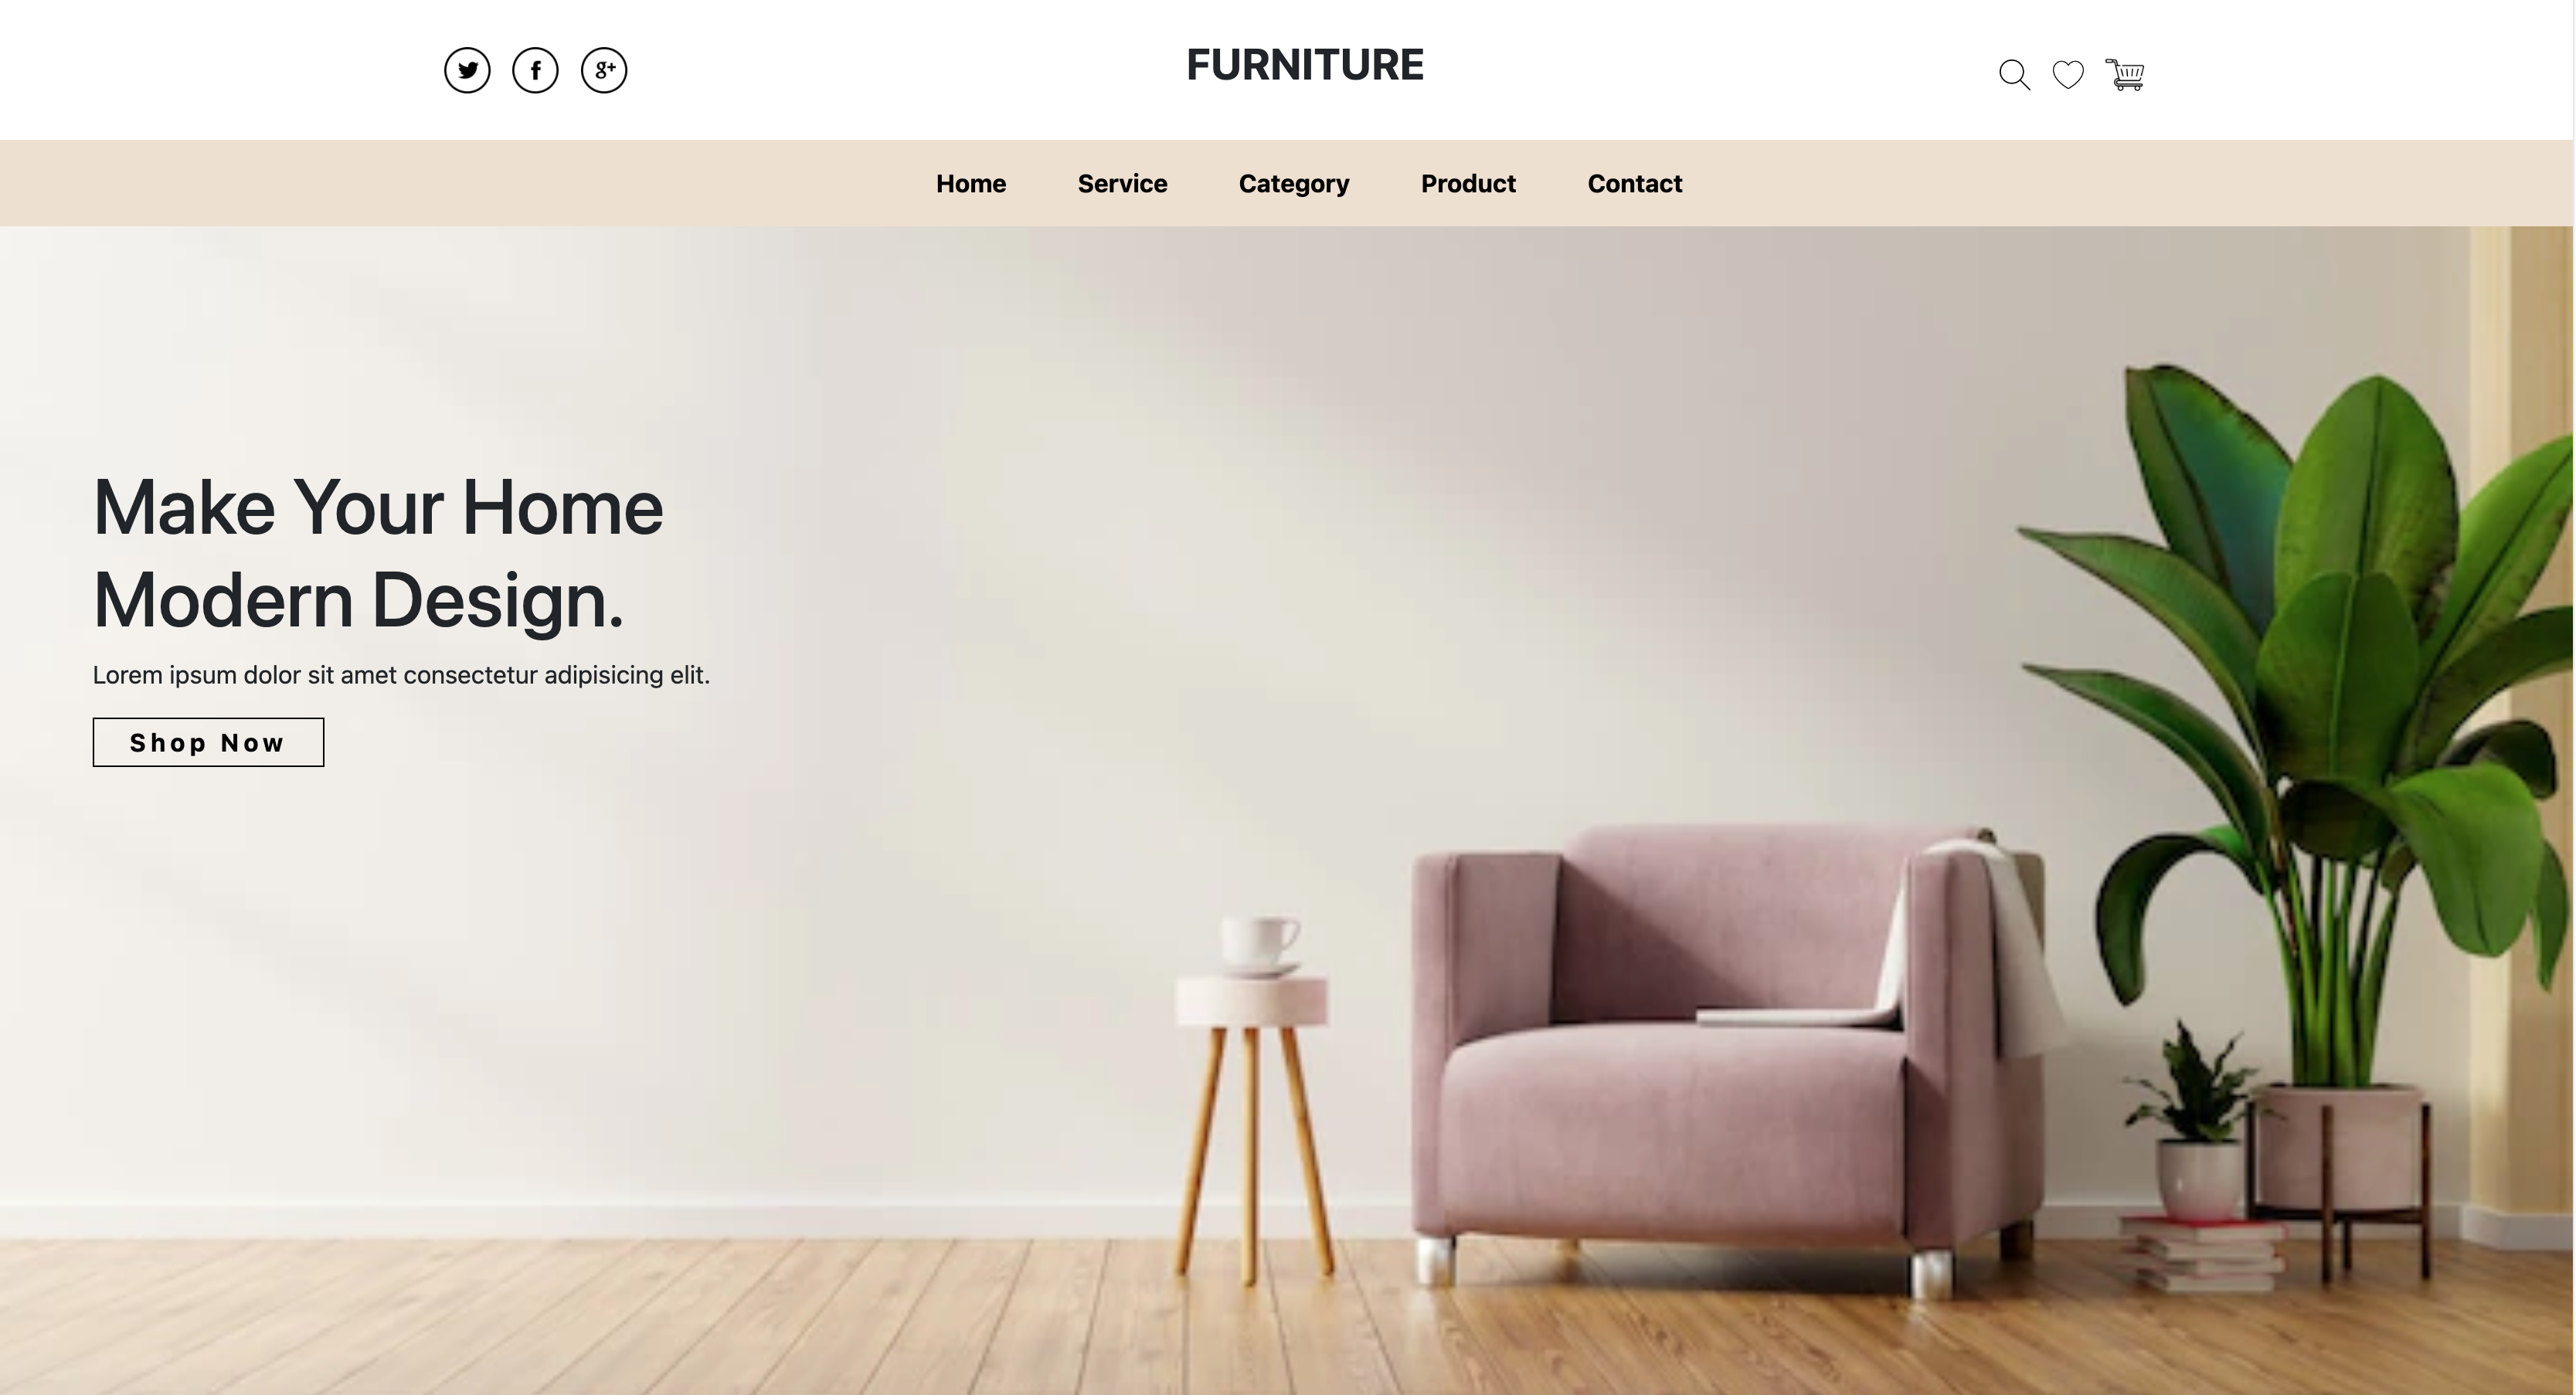 FURNITURE
Home Service Category Product Contact
Make Your Home
Modern Design.
Lorem ipsum dolor sit amet consectetur adipisicing elit.
Shop Now